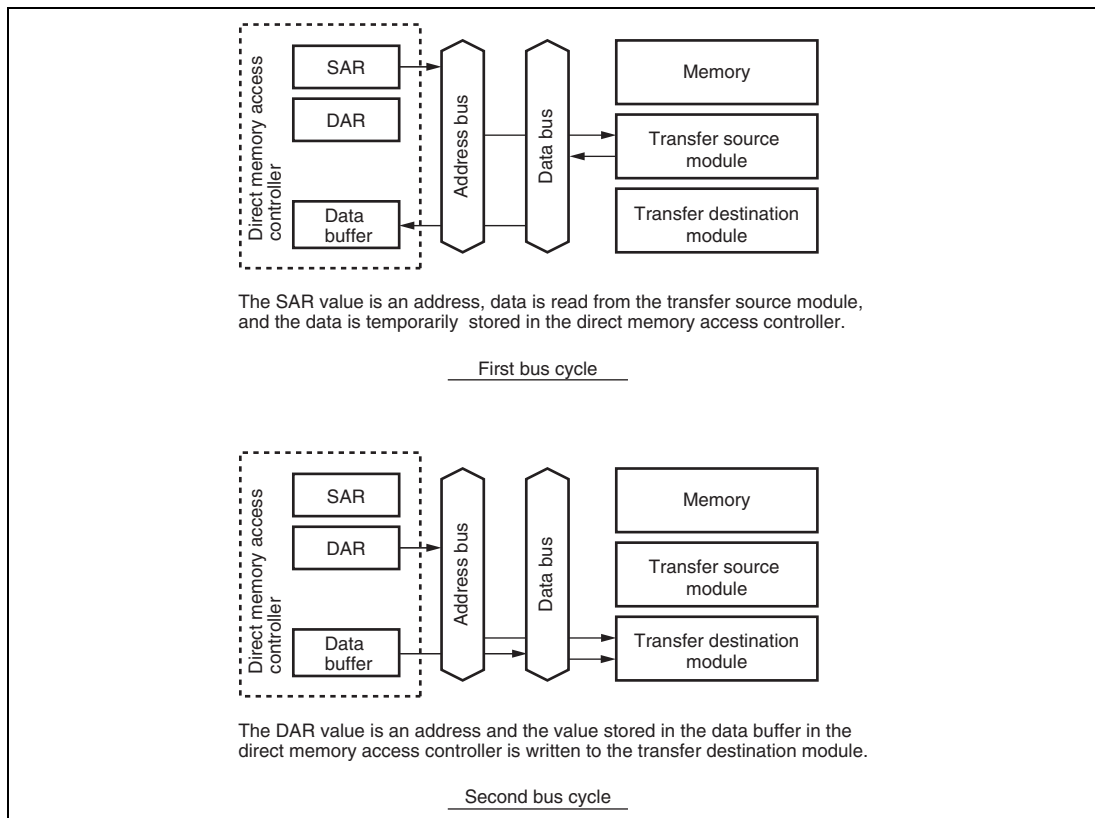 Direct memory access
controller
SAR
DAR
Data
buffer
Address bus
Data bus
Memory
Transfer source
module
Transfer destination
module
The SAR value is an address, data is read from the transfer source module,
and the data is temporarily stored in the direct memory access controller.
First bus cycle
Direct memory access
controller
SAR
DAR
Data
buffer
Address bus
Data bus
Memory
Transfer source
module
Transfer destination
module
The DAR value is an address and the value stored in the data buffer in the
direct memory access controller is written to the transfer destination module.
Second bus cycle